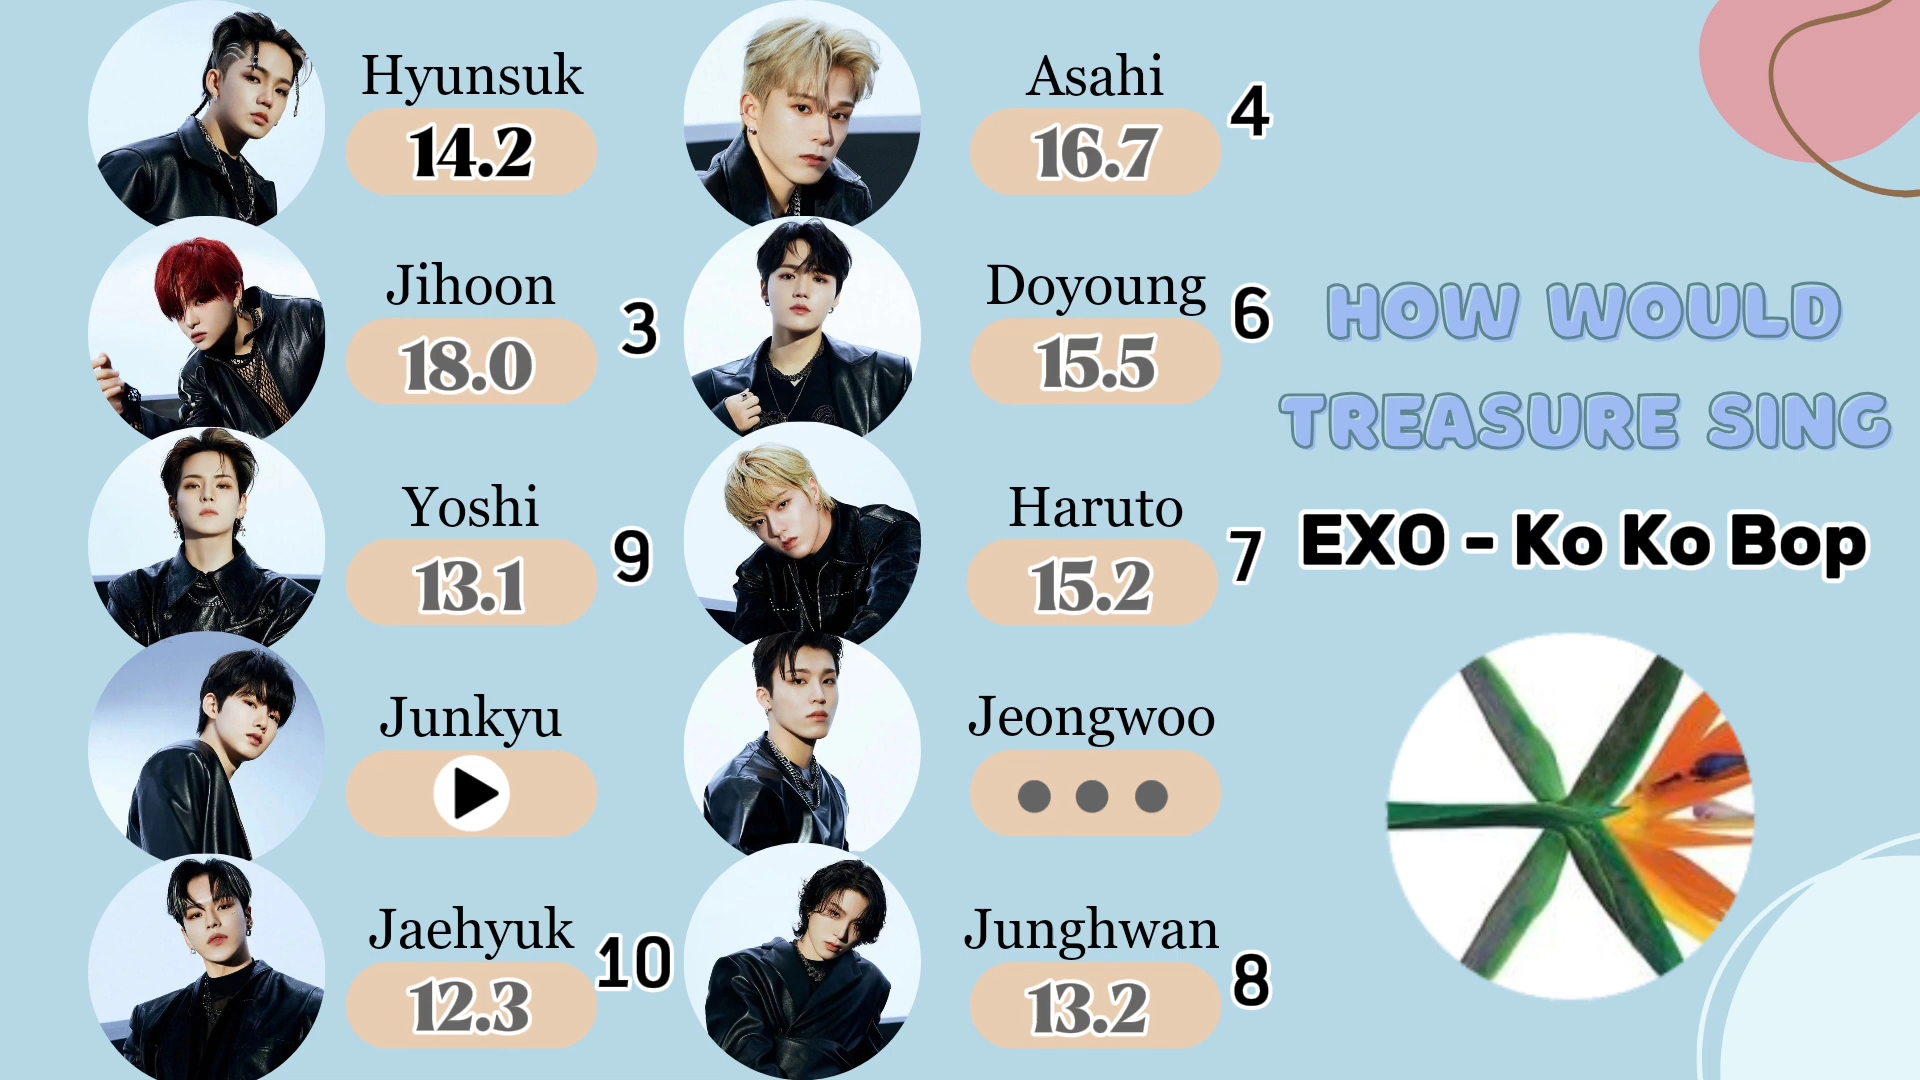 Hyunsuk
14.2
Jihoon
18.0
3
Yoshi
13.1
9
Junkyu
Jaehyuk
12.3
10
Asahi
16.7
4
Doyoung
15.5
6
Haruto
15.2
7
Jeongwoo
Junghwan
13.2
8
HOW WOULD
TREASURE SING
EXO - Ko Ko Bop